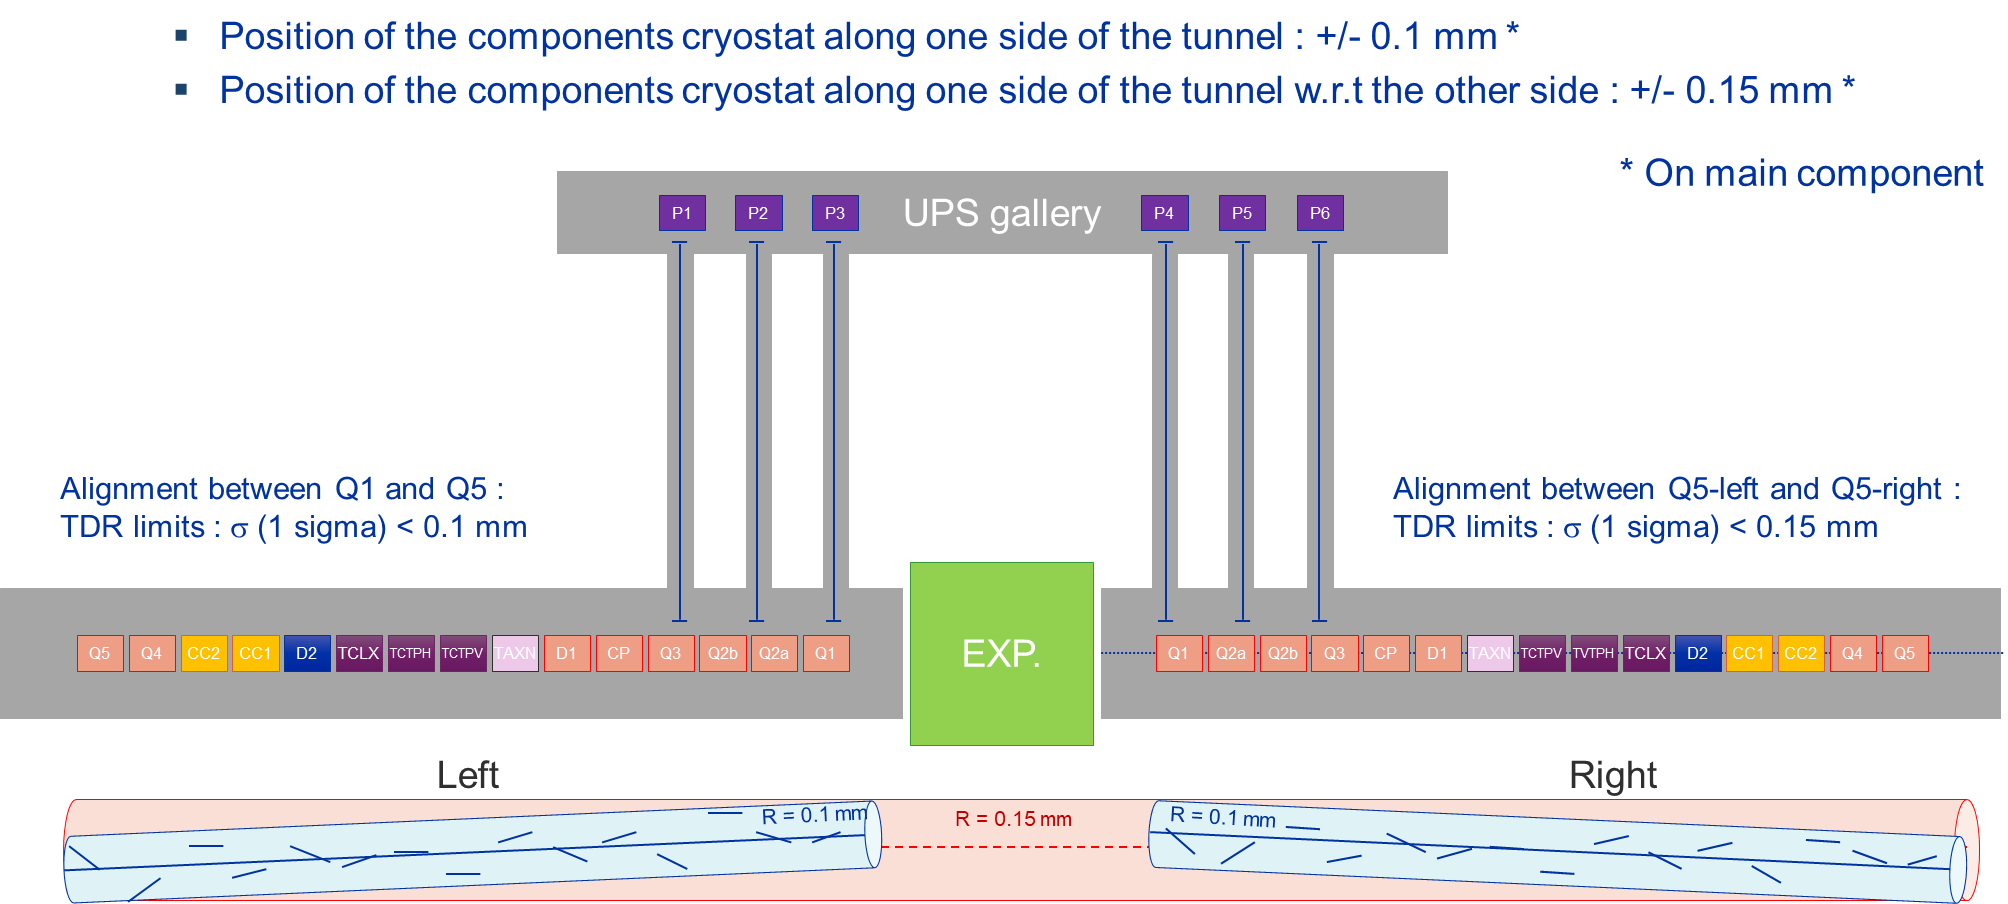 ▪ Position of the components cryostat along one side of the tunnel : +/- 0.1 mm *
▪ Position of the components cryostat along one side of the tunnel w.r.t the other side : +/- 0.15 mm *
* On main component
P1 P2 P3 UPS gallery P4 P5 P6
Alignment between Q1 and Q5 :
TDR limits : σ (1 sigma) < 0.1 mm
Alignment between Q5-left and Q5-right :
TDR limits : σ (1 sigma) < 0.15 mm
Q5 Q4 CC2 CC1 D2 TCLX TCTPH TCTPV TAXN D1 CP Q3 Q2b Q2a Q1 EXP. Q1 Q2a Q2b Q3 CP D1 TAXN TCTPV TVTPH TCLX D2 CC1 CC2 Q4 Q5
Left Right
R = 0.1 mm R = 0.15 mm R = 0.1 mm